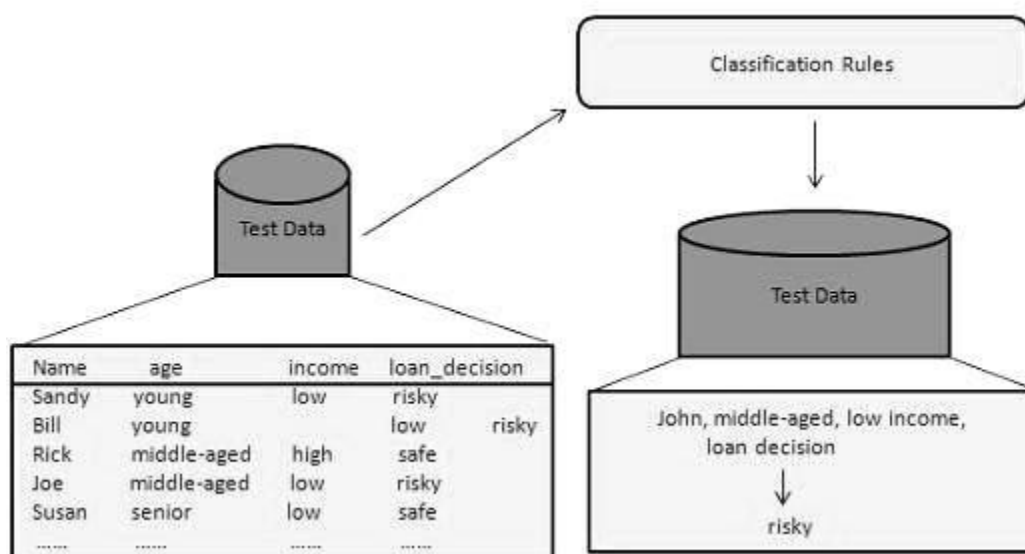 Classification Rules
Test Data
Name age income loan_decision
Sandy young low risky
Bill young low risky
Rick middle-aged high safe
Joe middle-aged low risky
Susan senior low safe
...... ...... ...... ......
Test Data
John, middle-aged, low income,
loan decision
risky